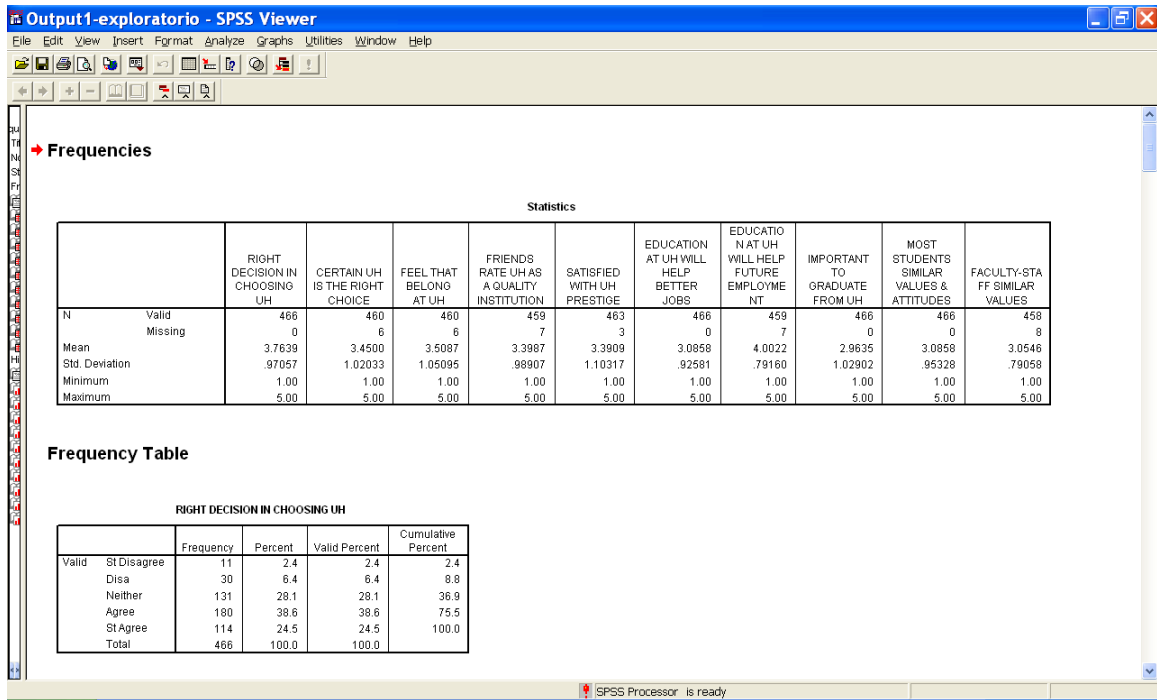 Output1-exploratorio - SPSS Viewer
File Edit View Insert Format Analyze Graphs Utilities Window Help
qu
Tit
No
St
Fr
Hi
Frequencies
Statistics
RIGHT DECISION IN CHOOSING UH
CERTAIN UH IS THE RIGHT CHOICE
FEEL THAT BELONG AT UH
FRIENDS RATE UH AS A QUALITY INSTITUTION
SATISFIED WITH UH PRESTIGE
EDUCATION AT UH WILL HELP BETTER JOBS
EDUCATIO N AT UH WILL HELP FUTURE EMPLOYME NT
IMPORTANT TO GRADUATE FROM UH
MOST STUDENTS SIMILAR VALUES & ATTITUDES
FACULTY-STA FF SIMILAR VALUES
N Valid 466 460 460 459 463 466 459 466 466 458
Missing 0 6 6 7 3 0 7 0 0 8
Mean 3.7639 3.4500 3.5087 3.3987 3.3909 3.0858 4.0022 2.9635 3.0858 3.0546
Std. Deviation .97057 1.02033 1.05095 .98907 1.10317 .92581 .79160 1.02902 .95328 .79058
Minimum 1.00 1.00 1.00 1.00 1.00 1.00 1.00 1.00 1.00 1.00
Maximum 5.00 5.00 5.00 5.00 5.00 5.00 5.00 5.00 5.00 5.00
Frequency Table
RIGHT DECISION IN CHOOSING UH
Frequency Percent Valid Percent Cumulative Percent
Valid St Disagree 11 2.4 2.4 2.4
Disa 30 6.4 6.4 8.8
Neither 131 28.1 28.1 36.9
Agree 180 38.6 38.6 75.5
St Agree 114 24.5 24.5 100.0
Total 466 100.0 100.0
SPSS Processor is ready